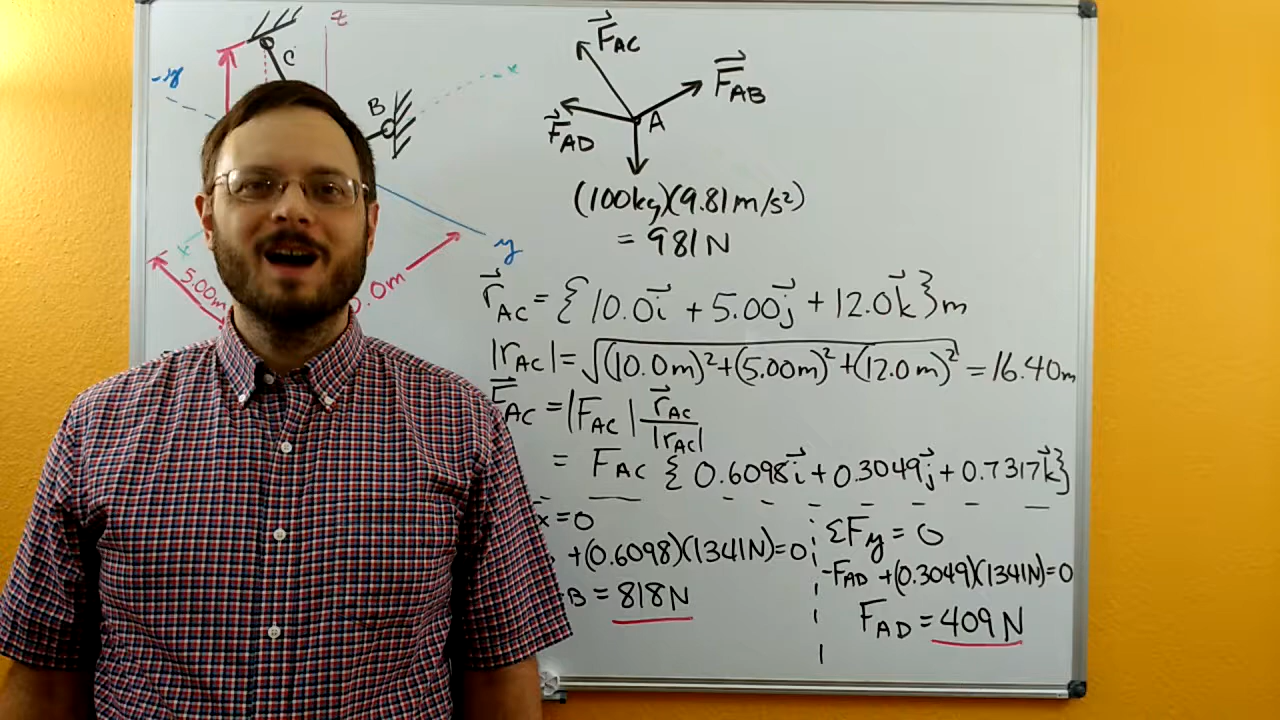 z
C
-y
x
B
F⃗AC
F⃗AB
F⃗AD
A
(100kg)(9.81m/s²)
= 981N
x
y
5.00m
0.0m
r⃗AC = {10.0i⃗ + 5.00j⃗ + 12.0k⃗}m
|rAC| = √(10.0m)²+(5.00m)²+(12.0m)² = 16.40m
F⃗AC = |FAC| r⃗AC/|rAC|
= FAC {0.6098i⃗ + 0.3049j⃗ + 0.7317k⃗}
x = 0
+(0.6098)(1341N)=0
B = 818N
ΣFy = 0
-FAD +(0.3049)(1341N)=0
FAD = 409N